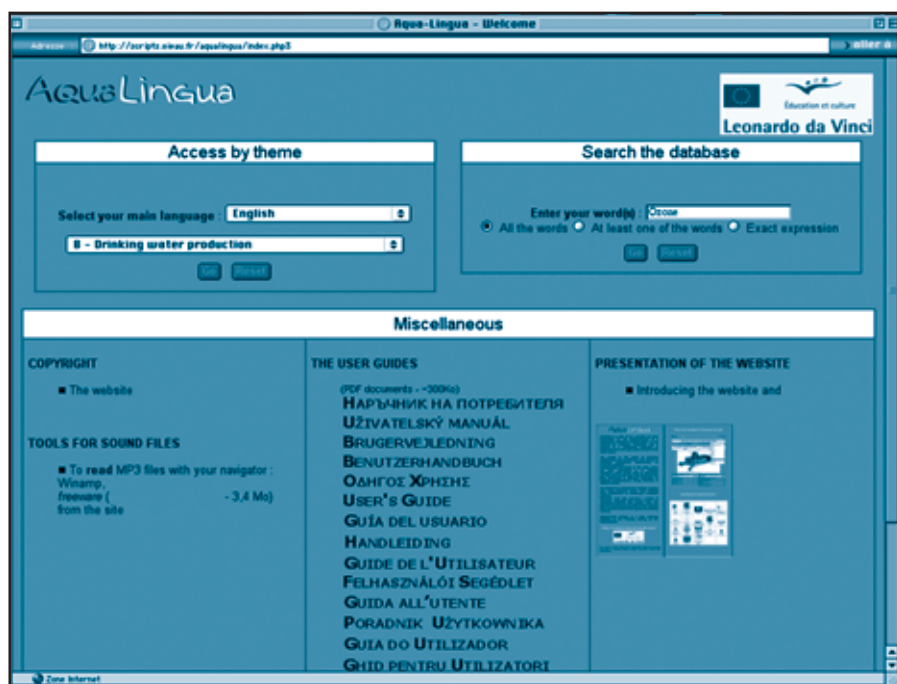 Aqua-Lingua - Welcome
Adresse http://scripts.oieau.fr/aqualingua/index.php3 aller à
AquaLingua
Éducation et culture
Leonardo da Vinci
Access by theme
Select your main language : English
B - Drinking water production
Go Reset
Search the database
Enter your word(s) : Ozone
All the words At least one of the words Exact expression
Go Reset
Miscellaneous
COPYRIGHT
The website
TOOLS FOR SOUND FILES
To read MP3 files with your navigator :
Winamp,
freeware ( - 3,4 Mo)
from the site
THE USER GUIDES
(PDF documents - ~300Ko)
НАРЪЧНИК НА ПОТРЕБИТЕЛЯ
UŽIVATELSKÝ MANUÁL
BRUGERVEJLEDNING
BENUTZERHANDBUCH
ΟΔΗΓΟΣ ΧΡΗΣΗΣ
USER'S GUIDE
GUÍA DEL USUARIO
HANDLEIDING
GUIDE DE L'UTILISATEUR
FELHASZNÁLÓI SEGÉDLET
GUIDA ALL'UTENTE
PORADNIK UŻYTKOWNIKA
GUIA DO UTILIZADOR
GHID PENTRU UTILIZATORI
PRESENTATION OF THE WEBSITE
Introducing the website and
Zone Internet